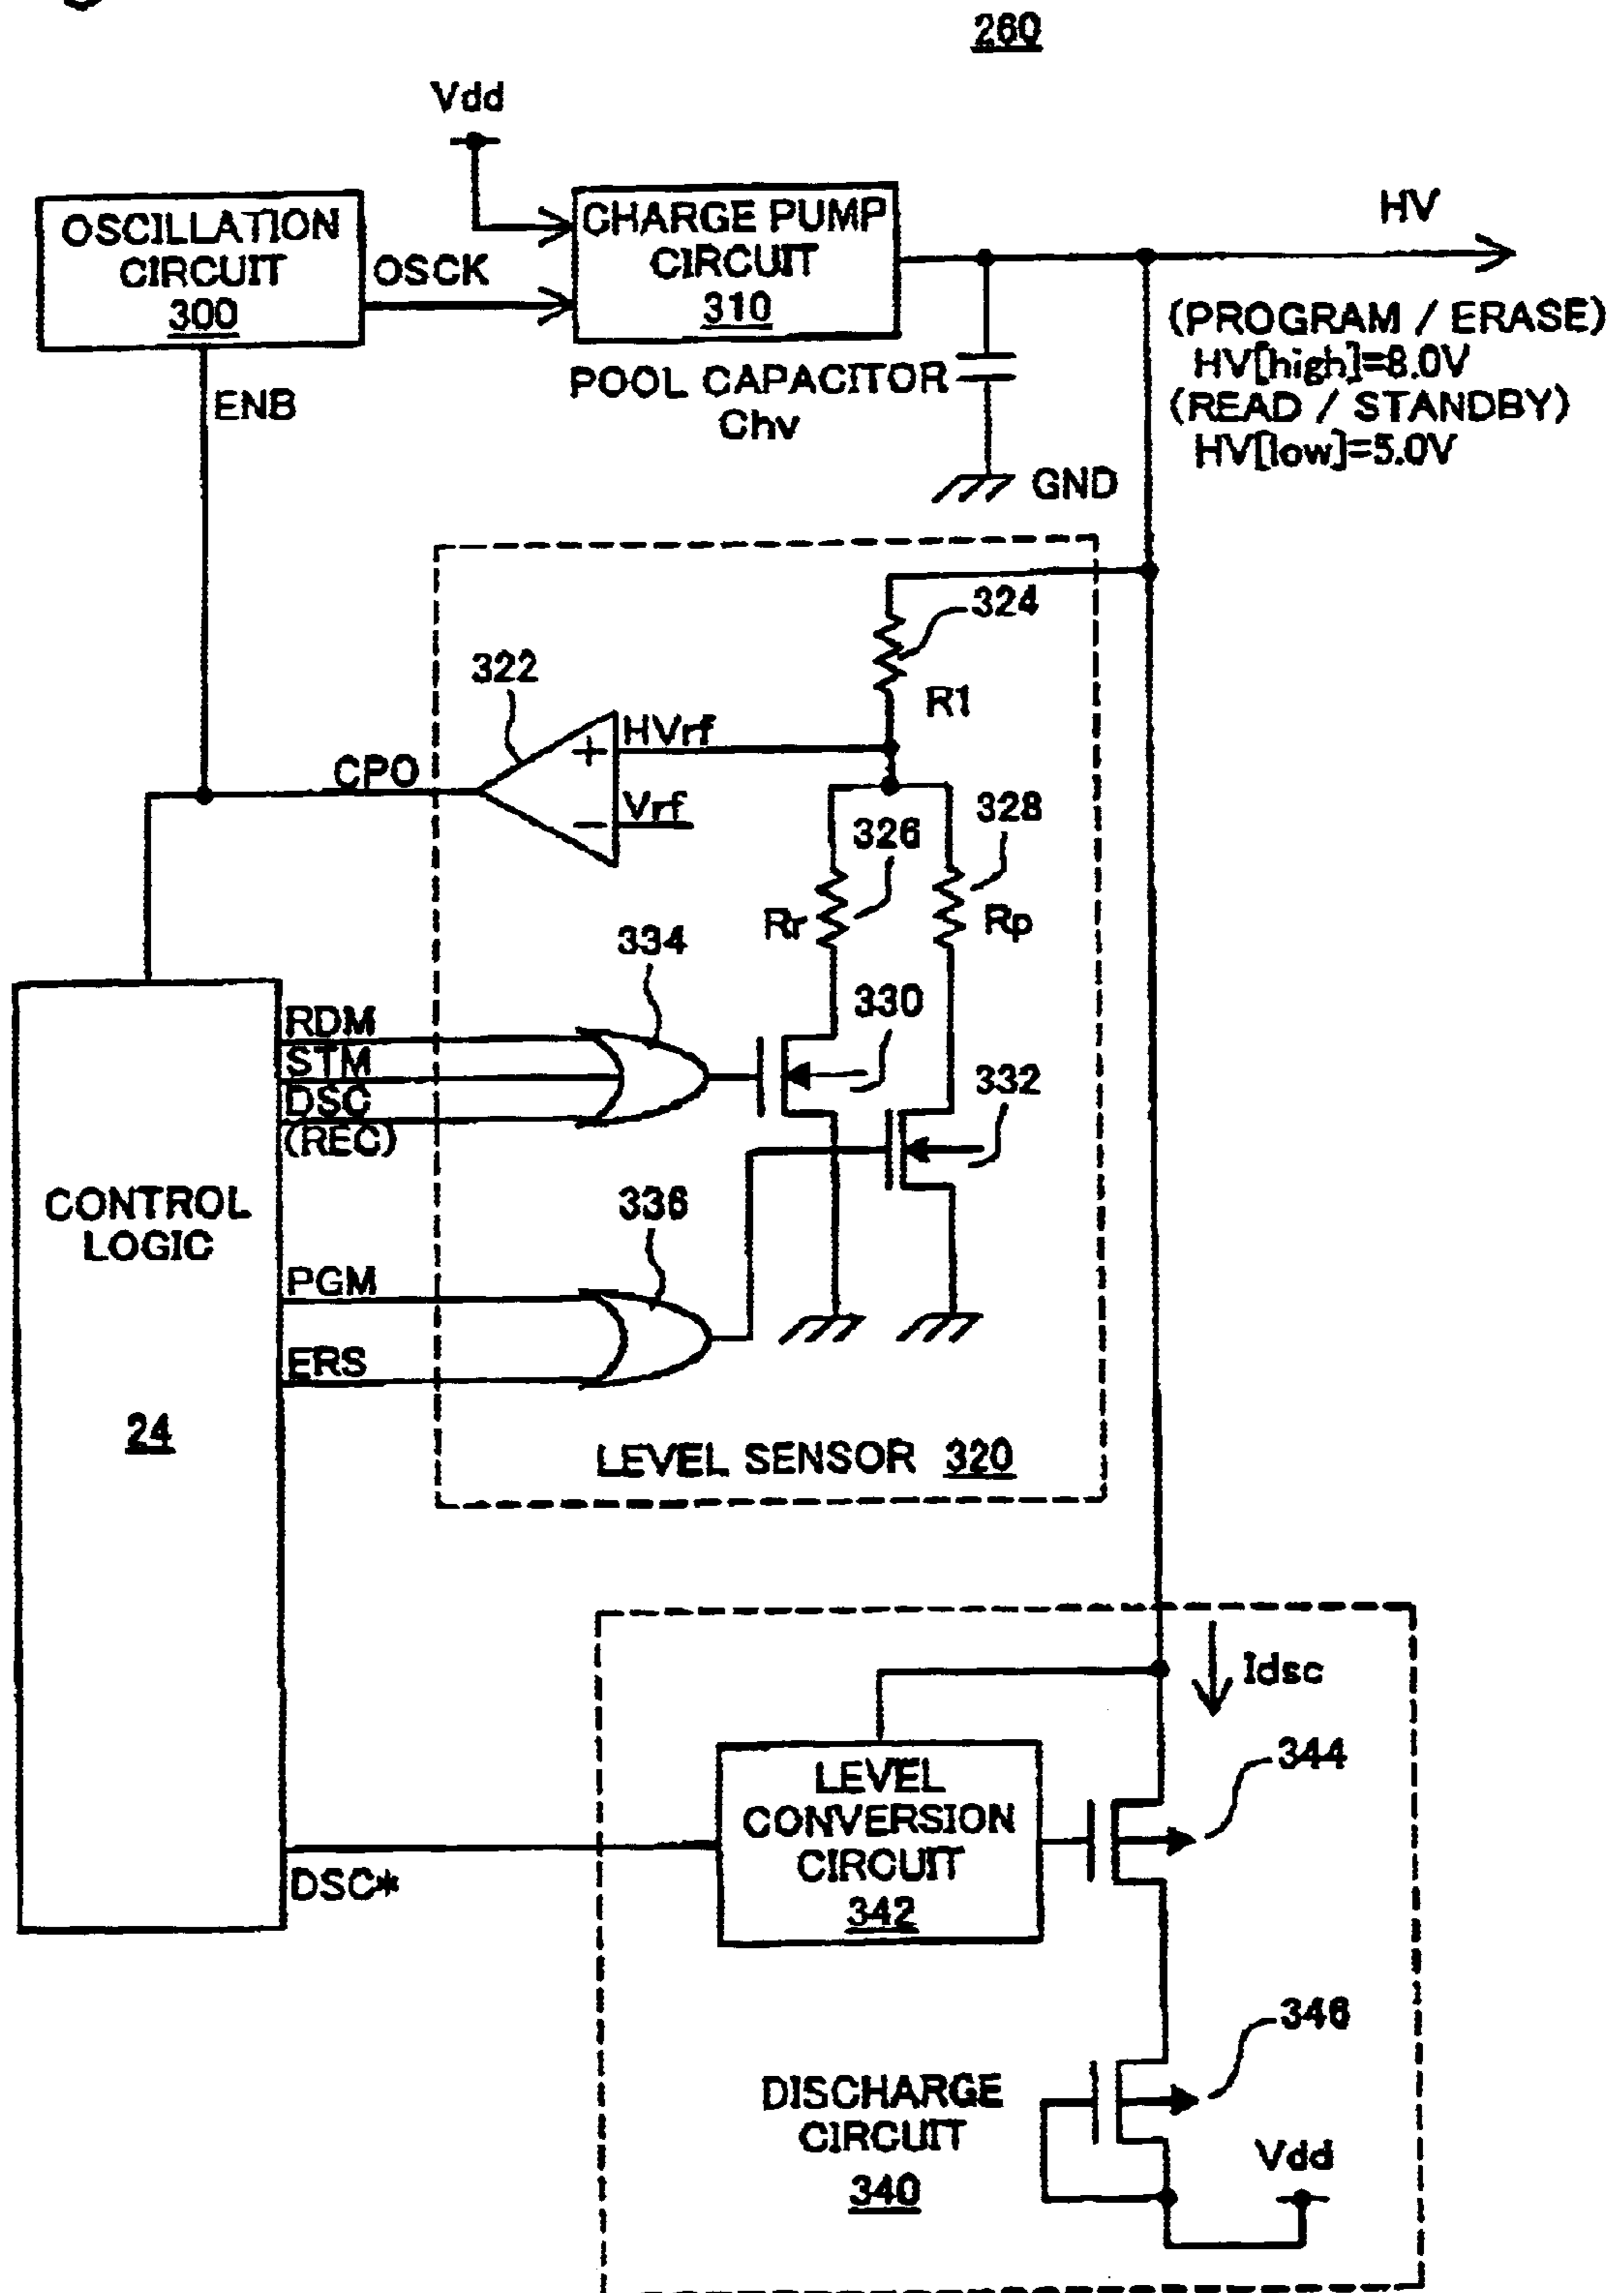 260
Vdd
OSCILLATION
CIRCUIT
300
OSCK
CHARGE PUMP
CIRCUIT
310
HV
(PROGRAM / ERASE)
HV[high]=8.0V
(READ / STANDBY)
HV[low]=5.0V
POOL CAPACITOR
Chv
GND
ENB
324
R1
322
HVrf
Vrf
CPO
326
328
Rr
Rp
334
330
332
RDM
STM
DSC
(REC)
CONTROL
LOGIC
24
336
PGM
ERS
LEVEL SENSOR 320
Idsc
344
LEVEL
CONVERSION
CIRCUIT
342
DSC*
346
DISCHARGE
CIRCUIT
340
Vdd